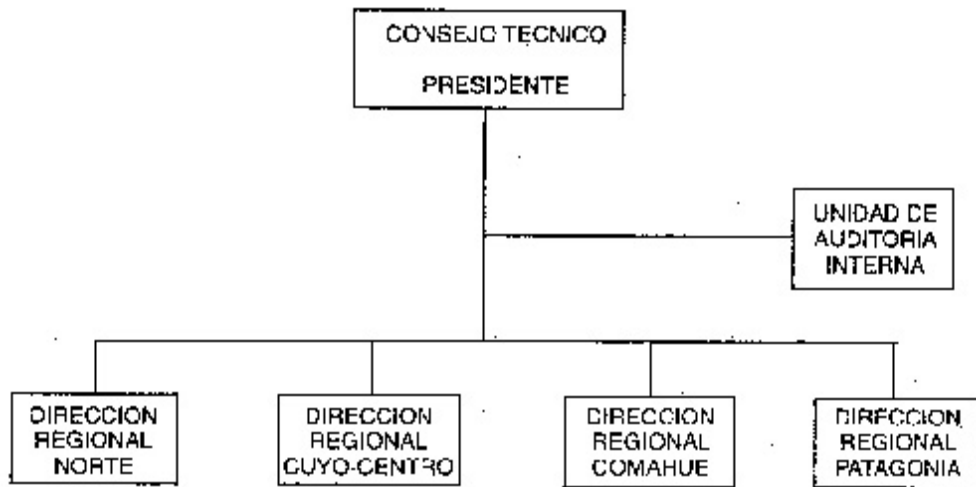 CONSEJO TECNICO
PRESIDENTE
UNIDAD DE
AUDITORIA
INTERNA
DIRECCION
REGIONAL
NORTE
DIRECCION
REGIONAL
CUYO-CENTRO
DIRECCION
REGIONAL
COMAHUE
DIRECCION
REGIONAL
PATAGONIA